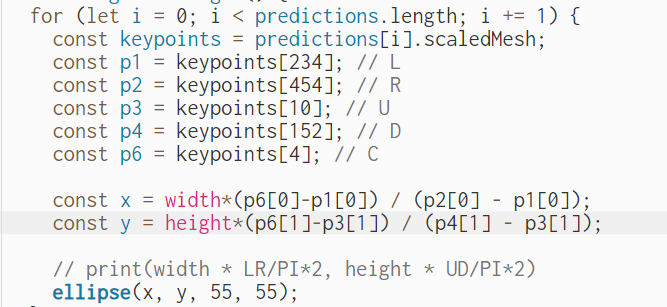 for (let i = 0; i < predictions.length; i += 1) {
const keypoints = predictions[i].scaledMesh;
const p1 = keypoints[234]; // L
const p2 = keypoints[454]; // R
const p3 = keypoints[10]; // U
const p4 = keypoints[152]; // D
const p6 = keypoints[4]; // C
const x = width*(p6[0]-p1[0]) / (p2[0] - p1[0]);
const y = height*(p6[1]-p3[1]) / (p4[1] - p3[1]);
// print(width * LR/PI*2, height * UD/PI*2)
ellipse(x, y, 55, 55);